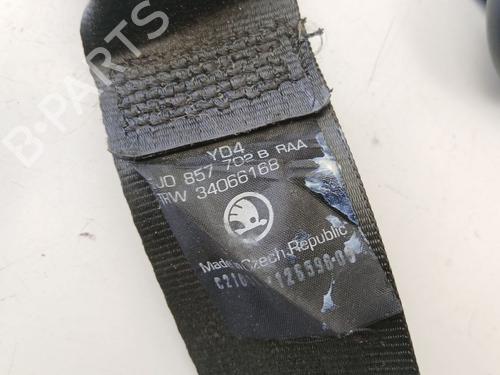 B-PARTS
YD4
JD 857 702 B RAA
TRW 34066168
Made in Czech Republic